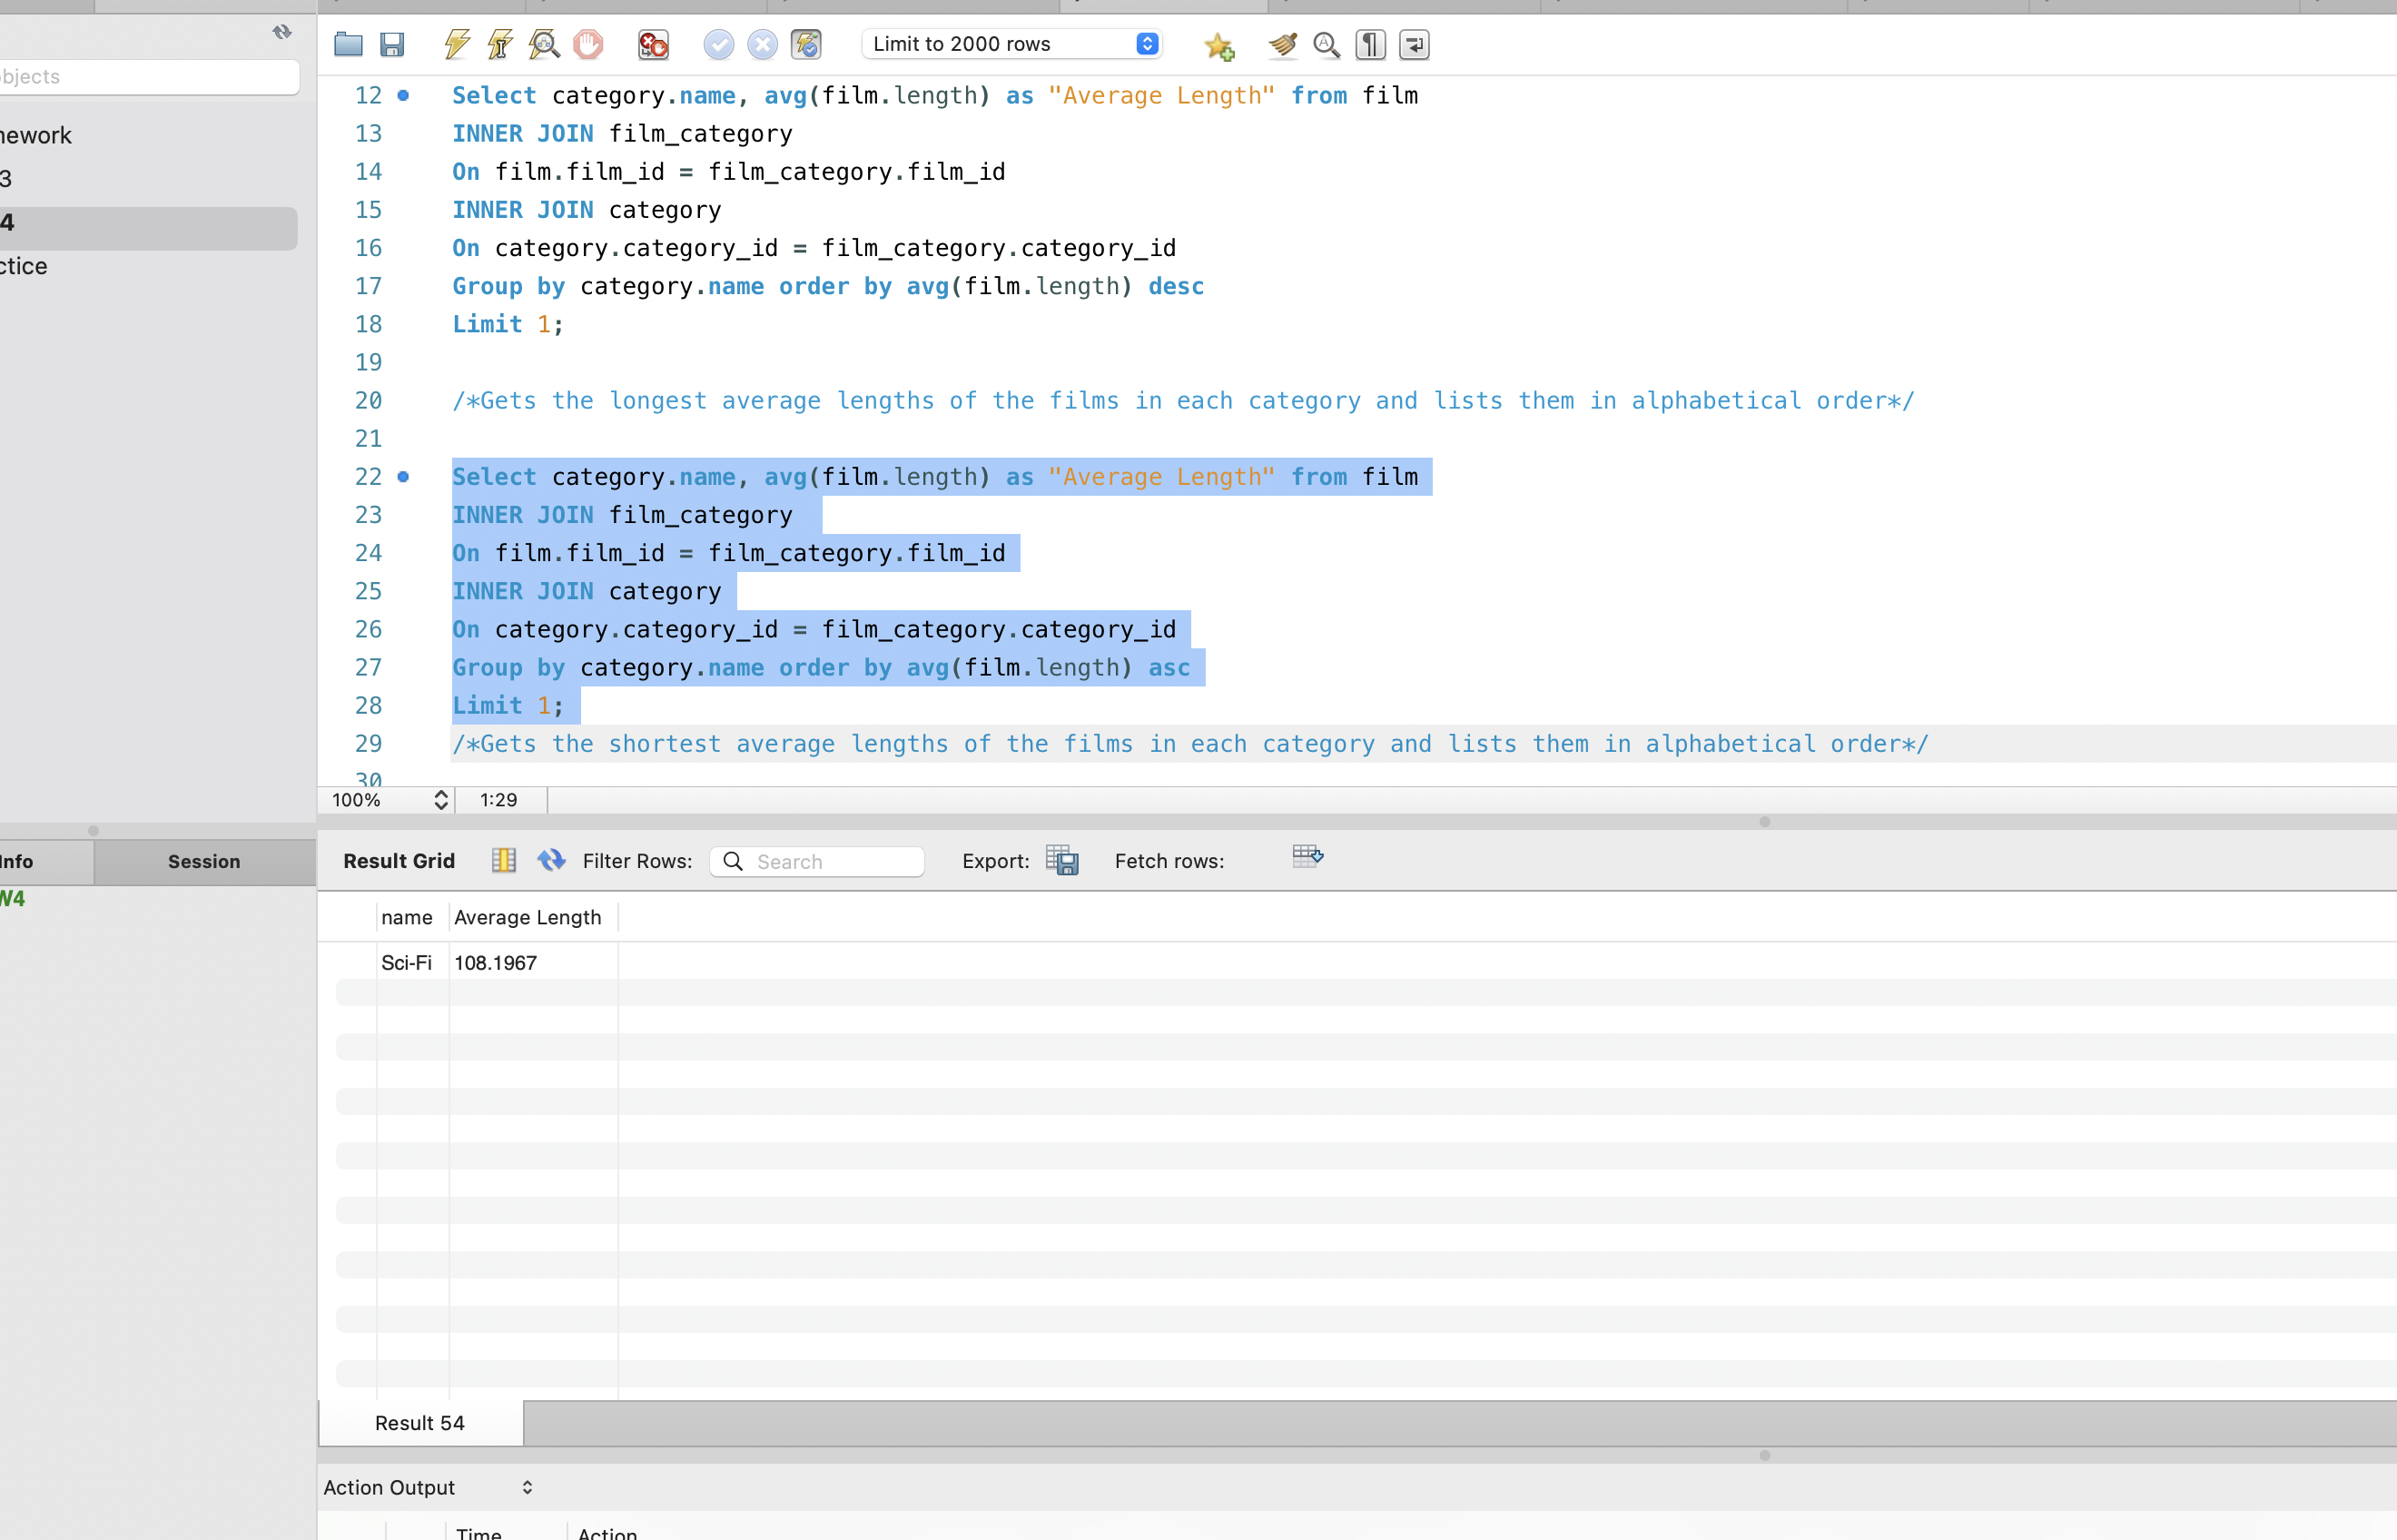 Limit to 2000 rows
bjects
12 Select category.name, avg(film.length) as "Average Length" from film
13 INNER JOIN film_category
14 On film.film_id = film_category.film_id
15 INNER JOIN category
16 On category.category_id = film_category.category_id
17 Group by category.name order by avg(film.length) desc
18 Limit 1;
19
20 /*Gets the longest average lengths of the films in each category and lists them in alphabetical order*/
21
22 Select category.name, avg(film.length) as "Average Length" from film
23 INNER JOIN film_category
24 On film.film_id = film_category.film_id
25 INNER JOIN category
26 On category.category_id = film_category.category_id
27 Group by category.name order by avg(film.length) asc
28 Limit 1;
29 /*Gets the shortest average lengths of the films in each category and lists them in alphabetical order*/
30
ework
3
4
ctice
100% 1:29
nfo Session
W4
Result Grid Filter Rows: Search Export: Fetch rows:
name Average Length
Sci-Fi 108.1967
Result 54
Action Output
Time Action